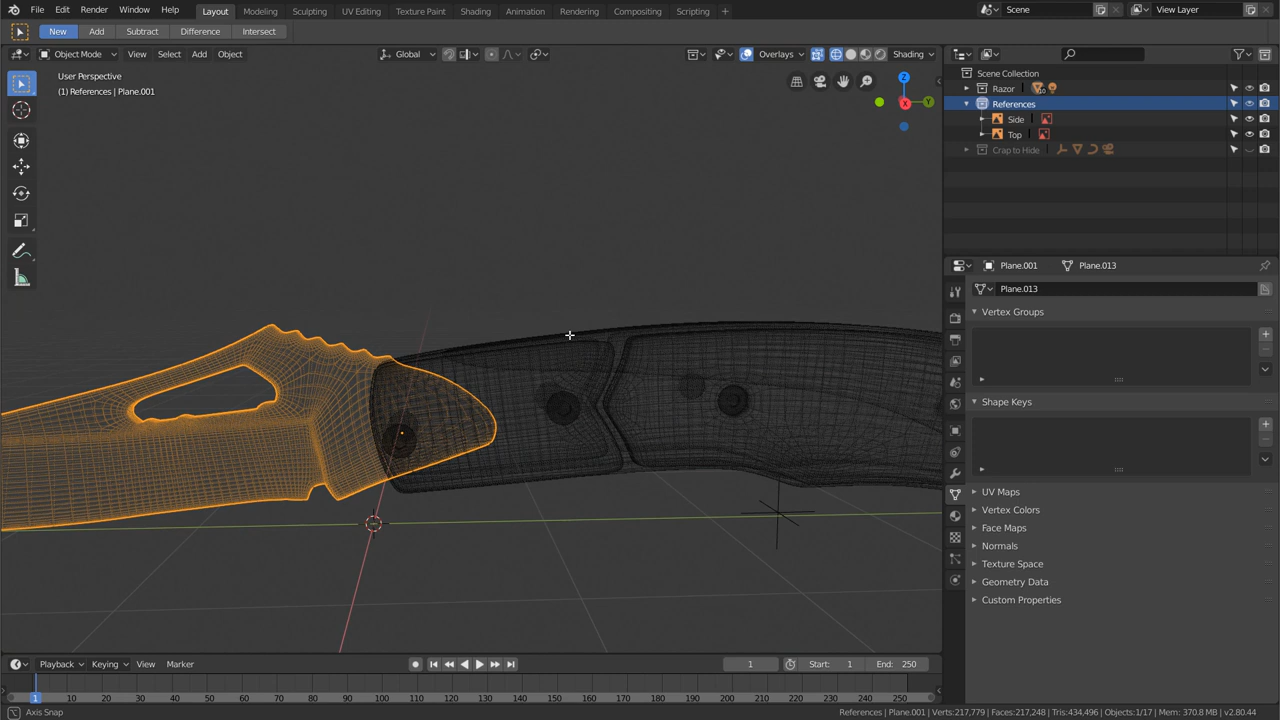 File Edit Render Window Help Layout Modeling Sculpting UV Editing Texture Paint Shading Animation Rendering Compositing Scripting + Scene View Layer
New Add Subtract Difference Intersect
Object Mode View Select Add Object Global Overlays Shading
User Perspective
(1) References | Plane.001
Z
X
Y
Scene Collection
Razor 10
References
Side
Top
Crap to Hide
Plane.001 Plane.013
Plane.013
Vertex Groups
Shape Keys
UV Maps
Vertex Colors
Face Maps
Normals
Texture Space
Geometry Data
Custom Properties
Playback Keying View Marker 1 Start: 1 End: 250
1 10 20 30 40 50 60 70 80 90 100 110 120 130 140 150 160 170 180 190 200 210 220 230 240 250
Axis Snap References | Plane.001 | Verts:217,779 | Faces:217,248 | Tris:434,496 | Objects:1/17 | Mem: 370.8 MB | v2.80.44